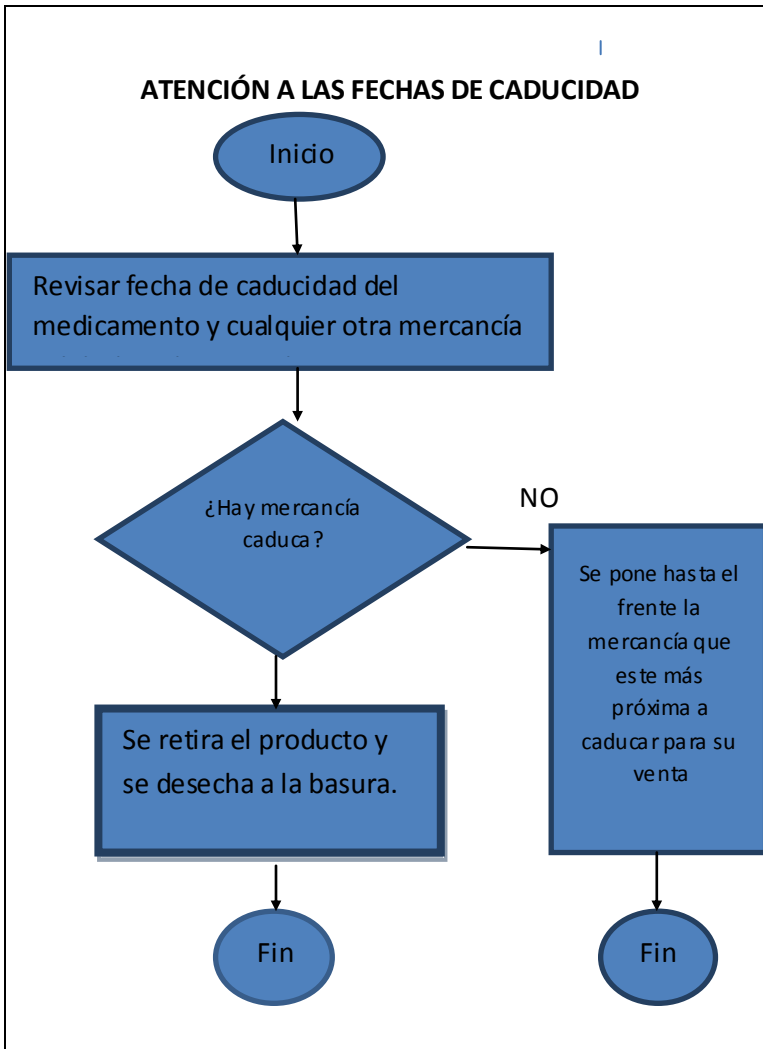 ATENCIÓN A LAS FECHAS DE CADUCIDAD
Inicio
Revisar fecha de caducidad del
medicamento y cualquier otra mercancía
¿Hay mercancía
caduca?
NO
Se pone hasta el
frente la
mercancía que
este más
próxima a
caducar para su
venta
Se retira el producto y
se desecha a la basura.
Fin
Fin